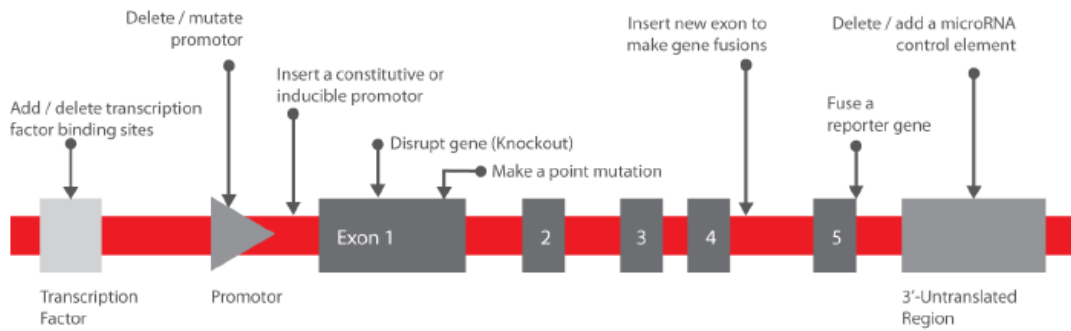 Delete / mutate
promotor
Insert new exon to
make gene fusions
Delete / add a microRNA
control element
Insert a constitutive or
inducible promotor
Add / delete transcription
factor binding sites
Fuse a
reporter gene
Disrupt gene (Knockout)
Make a point mutation
Exon 1
2
3
4
5
Transcription
Factor
Promotor
3'-Untranslated
Region